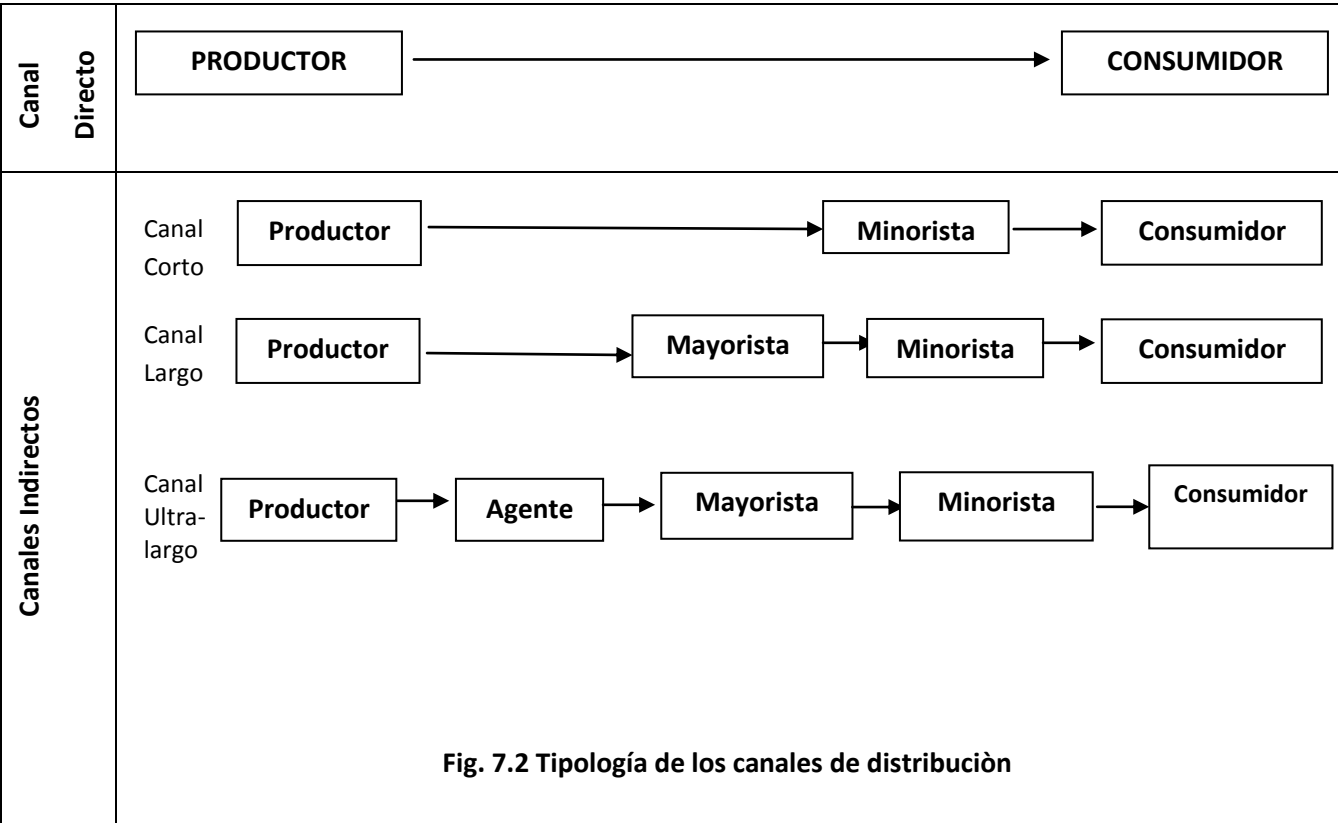 Canal
Directo
PRODUCTOR
CONSUMIDOR
Canales Indirectos
Canal
Corto
Productor
Minorista
Consumidor
Canal
Largo
Productor
Mayorista
Minorista
Consumidor
Canal
Ultra-
largo
Productor
Agente
Mayorista
Minorista
Consumidor
Fig. 7.2 Tipología de los canales de distribuciòn